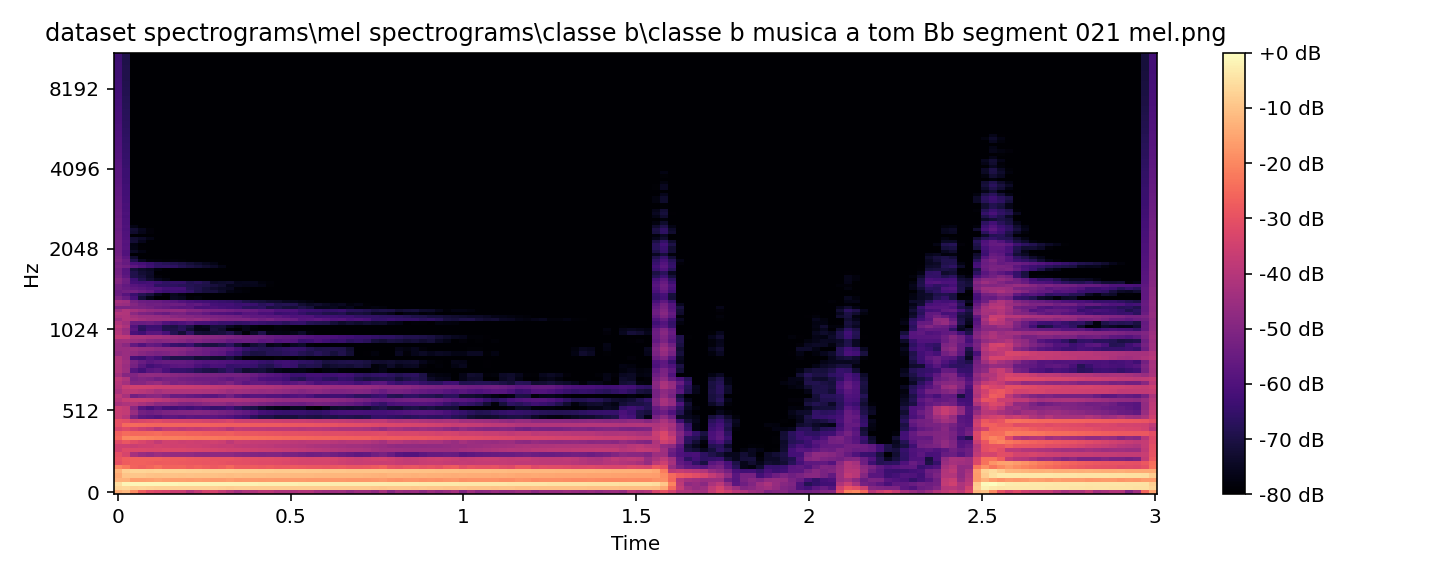 dataset spectrograms\mel spectrograms\classe b\classe b musica a tom Bb segment 021 mel.png
8192
4096
2048
1024
512
0
Hz
0
0.5
1
1.5
2
2.5
3
Time
+0 dB
-10 dB
-20 dB
-30 dB
-40 dB
-50 dB
-60 dB
-70 dB
-80 dB